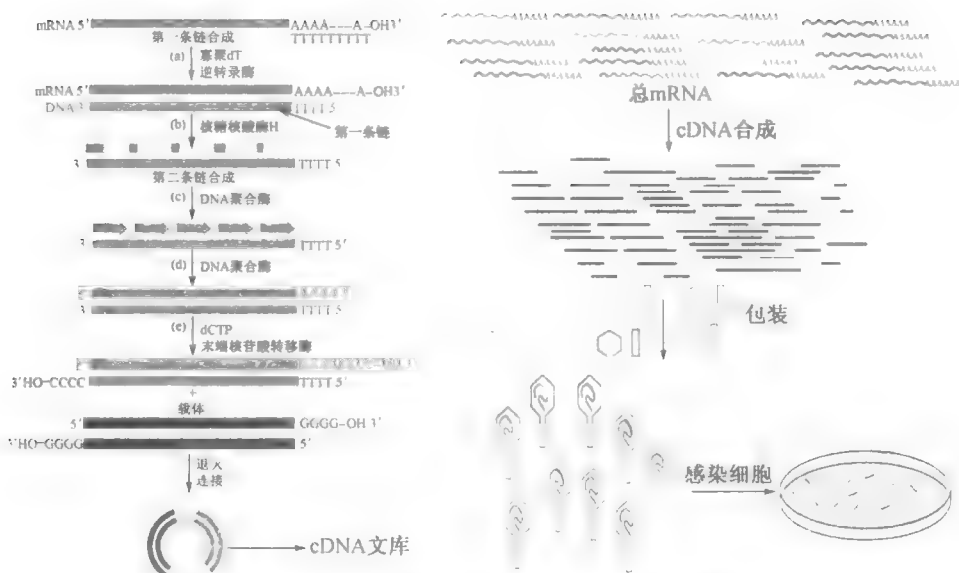 mRNA 5′ AAAA---A-OH3′
第一条链合成 TTTTTTTTT
(a) 寡聚dT
逆转录酶
mRNA 5′ AAAA---A-OH3′
DNA 3 TTTT 5
(b) 核糖核酸酶H
第一条链
3 TTTT 5
第二条链合成
(c) DNA聚合酶
3 TTTT 5′
(d) DNA聚合酶
3 TTTT 5′
(e) dCTP
末端核苷酸转移酶
3′HO-CCCC TTTT 5′
+
载体
5′ GGGG-OH 3′
3′HO-GGGG 5′
退火
连接
cDNA文库
总mRNA
cDNA合成
包装
感染细胞